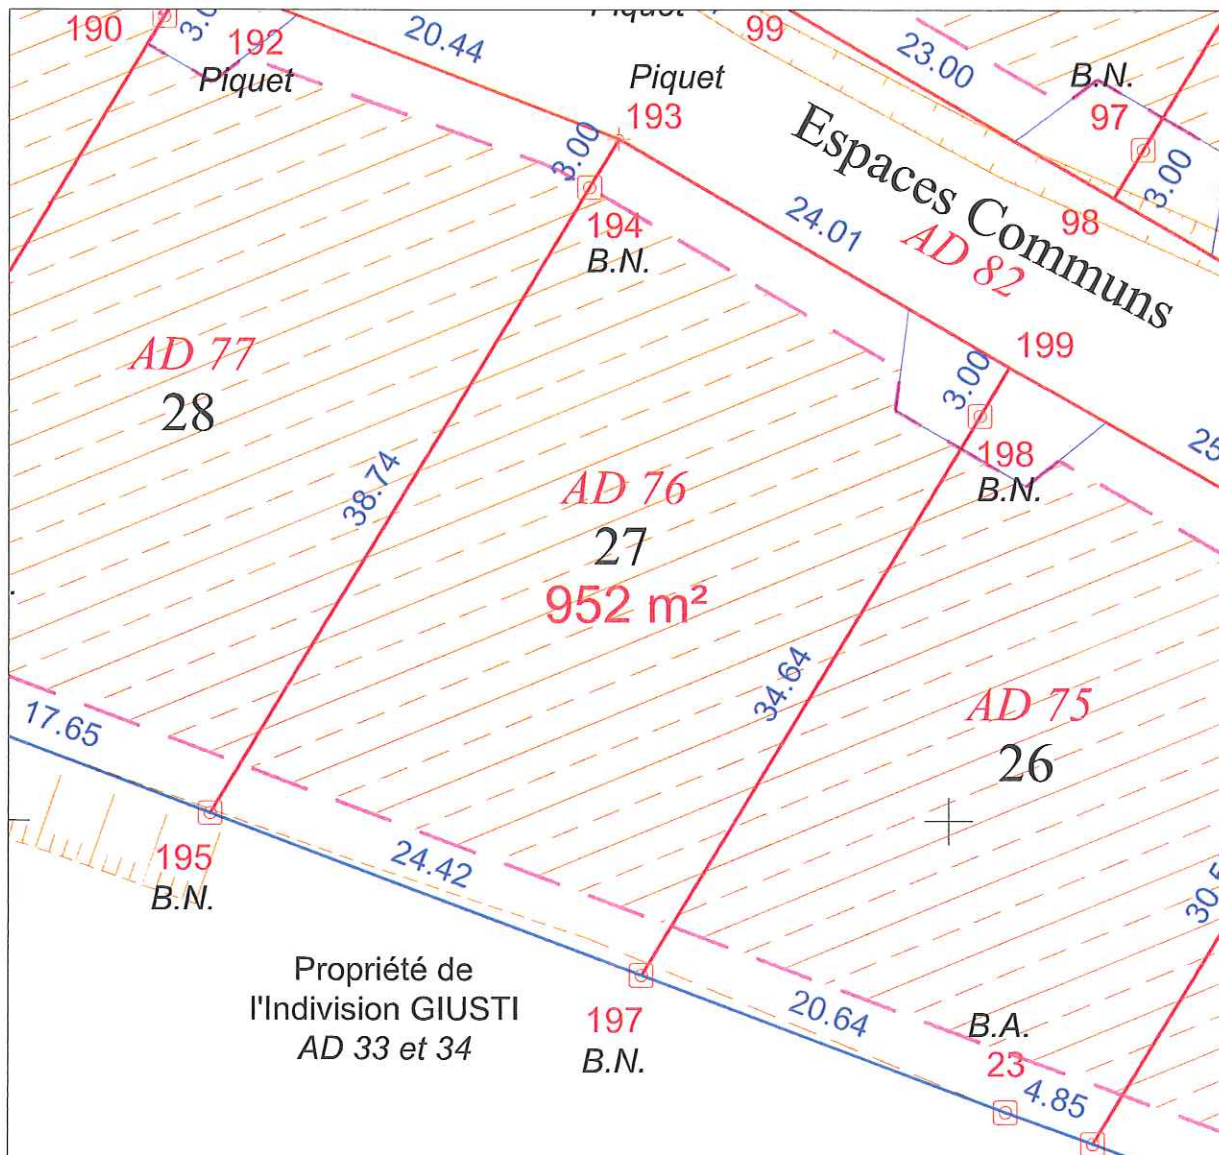 190
192
Piquet
20.44
Piquet
193
99
23.00
B.N.
97
3.00
98
3.00
194
B.N.
24.01
Espaces Communs
AD 82
199
3.00
198
B.N.
AD 77
28
38.74
AD 76
27
952 m²
34.64
AD 75
26
17.65
195
B.N.
24.42
Propriété de
l'Indivision GIUSTI
AD 33 et 34
197
B.N.
20.64
B.A.
23
4.85